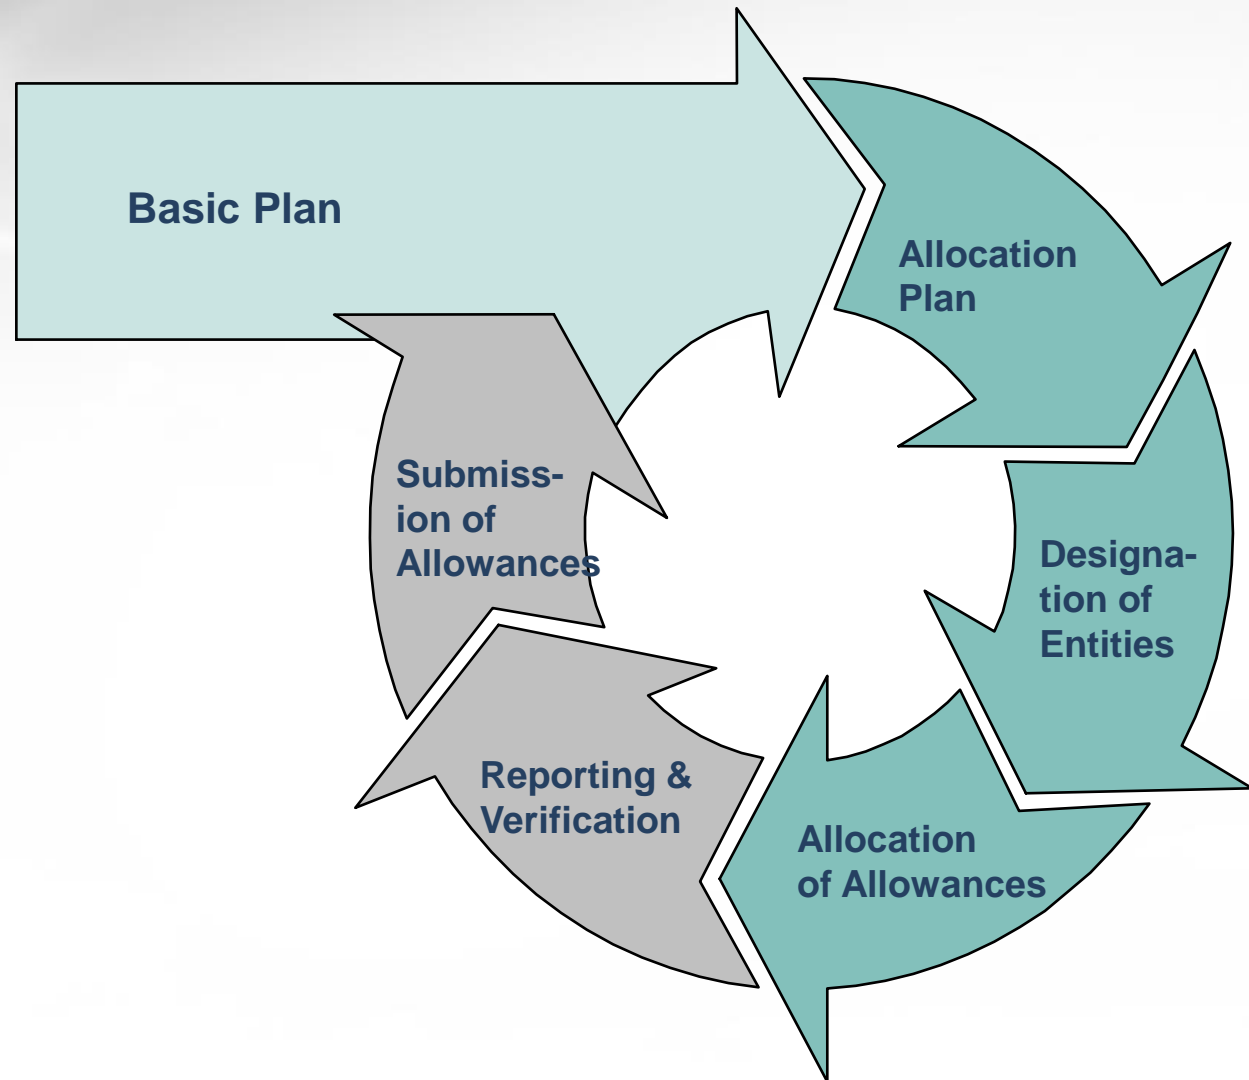 Basic Plan
Allocation
Plan
Designa-
tion of
Entities
Allocation
of Allowances
Reporting &
Verification
Submiss-
ion of
Allowances